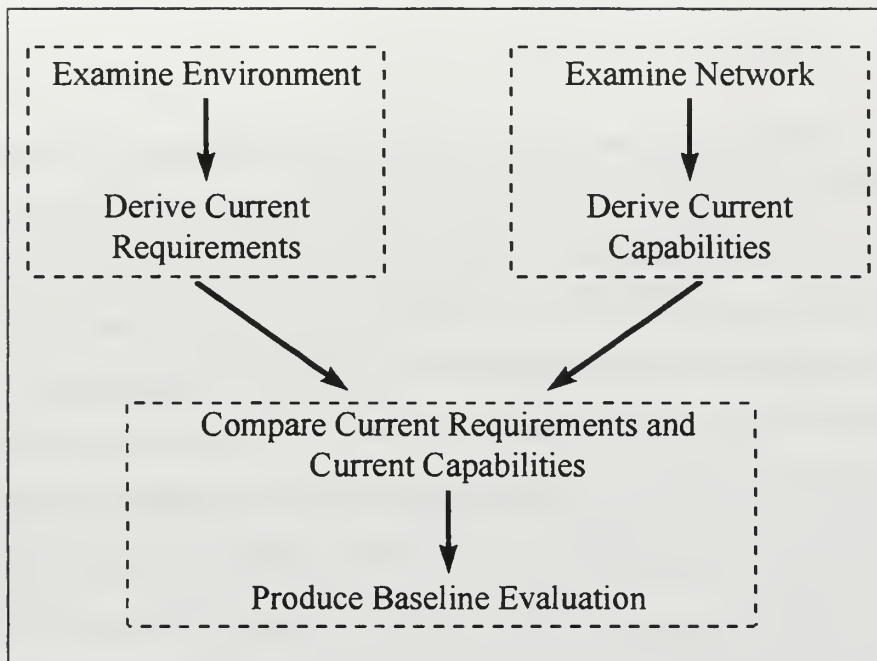 Examine Environment
Derive Current
Requirements
Examine Network
Derive Current
Capabilities
Compare Current Requirements and
Current Capabilities
Produce Baseline Evaluation